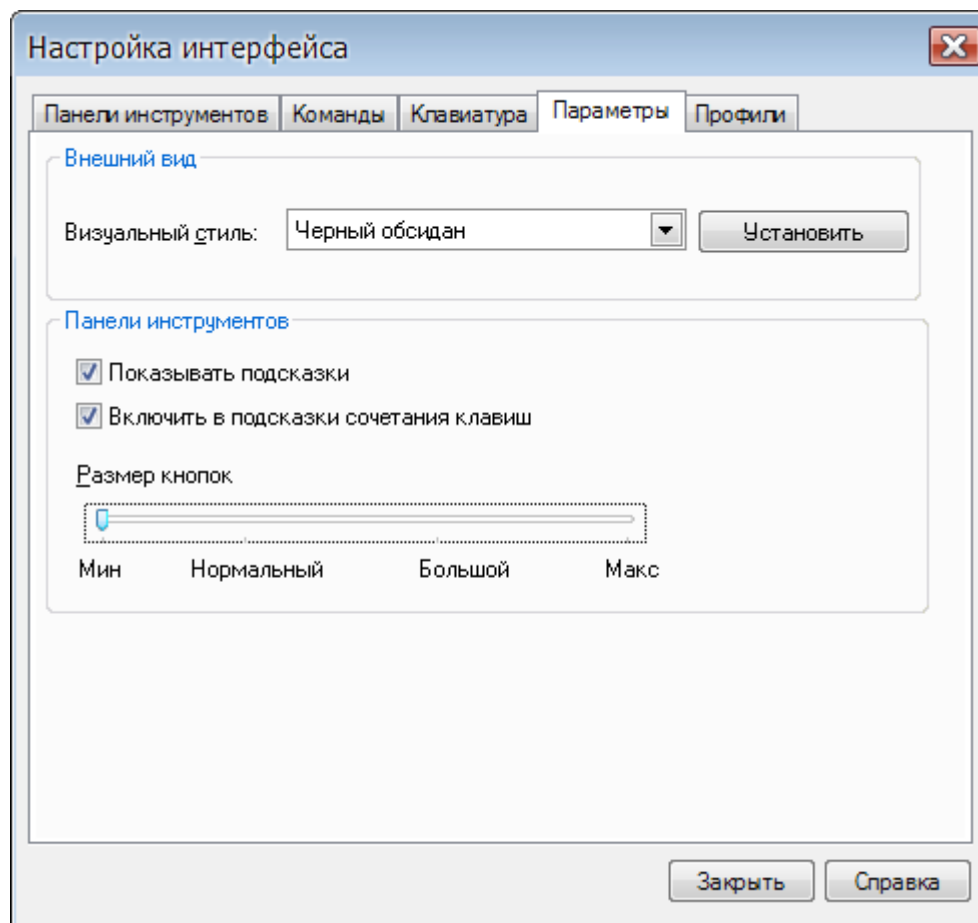 Настройка интерфейса
Панели инструментов Команды Клавиатура Параметры Профили
Внешний вид
Визуальный стиль: Черный обсидан Установить
Панели инструментов
Показывать подсказки
Включить в подсказки сочетания клавиш
Размер кнопок
Мин Нормальный Большой Макс
Закрыть Справка